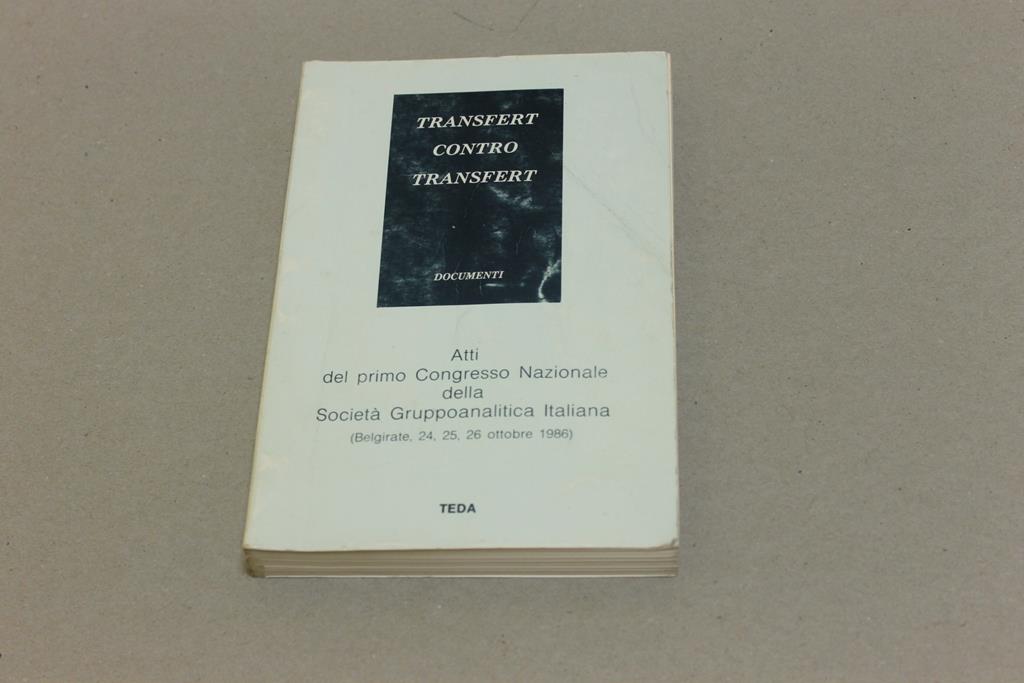 TRANSFERT
CONTRO
TRANSFERT
DOCUMENTI
Atti
del primo Congresso Nazionale
della
Società Gruppoanalitica Italiana
(Belgirate, 24, 25, 26 ottobre 1986)
TEDA